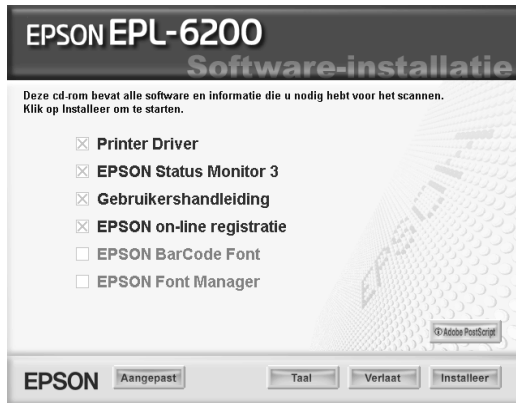 EPSON EPL-6200
Software-installatie
Deze cd-rom bevat alle software en informatie die u nodig hebt voor het scannen.
Klik op Installeer om te starten.
Printer Driver
EPSON Status Monitor 3
Gebruikershandleiding
EPSON on-line registratie
EPSON BarCode Font
EPSON Font Manager
EPSON
Adobe PostScript
EPSON
Aangepast
Taal
Verlaat
Installeer